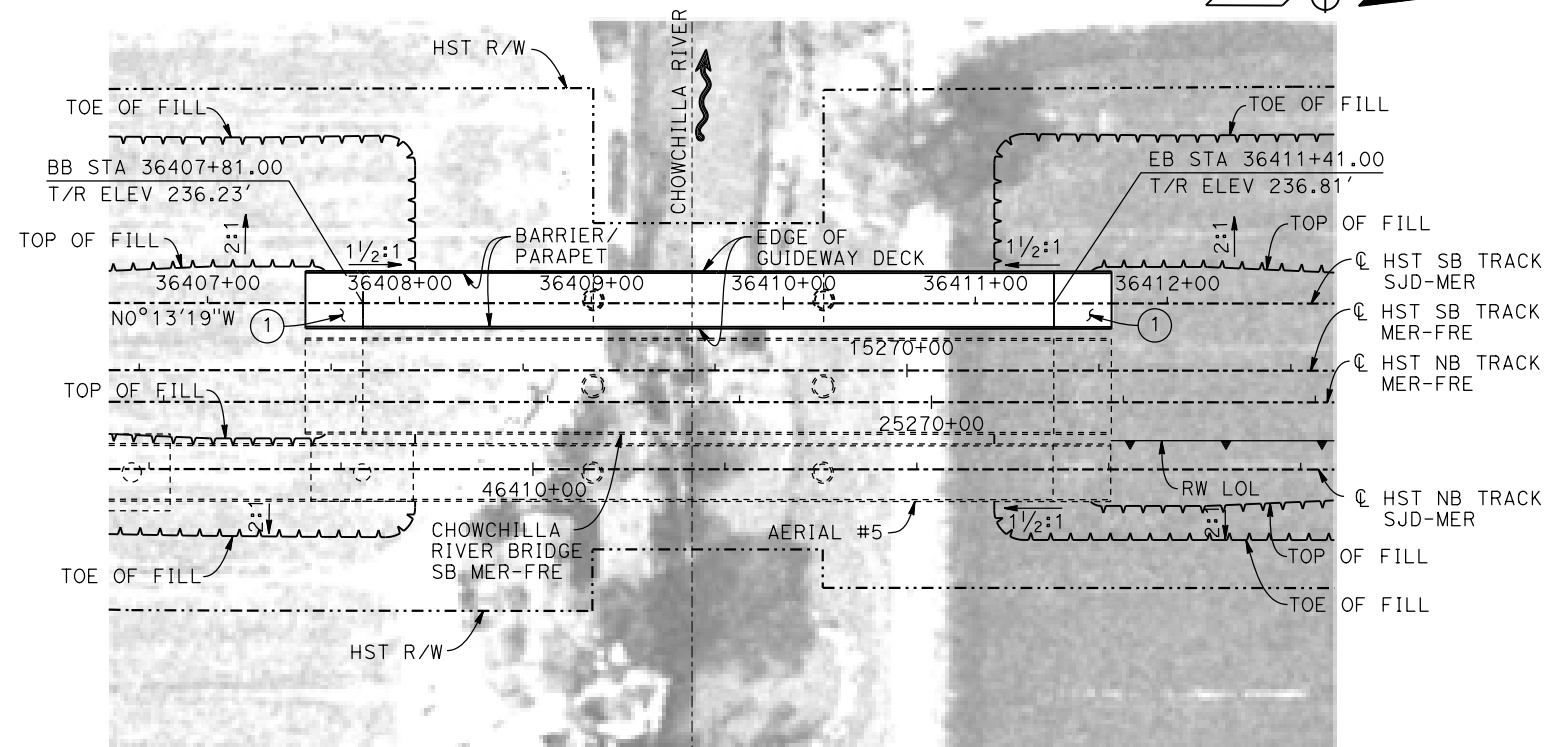 HST R/W
CHOWCHILLA RIVER
TOE OF FILL
TOE OF FILL
BB STA 36407+81.00
T/R ELEV 236.23'
EB STA 36411+41.00
T/R ELEV 236.81'
TOP OF FILL
2:1
1½:1
BARRIER/
PARAPET
EDGE OF
GUIDEWAY DECK
1½:1
2:1
TOP OF FILL
36407+00
36408+00
36409+00
36410+00
36411+00
36412+00
℄ HST SB TRACK
SJD-MER
N0°13'19"W
1
1
℄ HST SB TRACK
MER-FRE
15270+00
℄ HST NB TRACK
MER-FRE
TOP OF FILL
25270+00
46410+00
RW LOL
℄ HST NB TRACK
SJD-MER
2:1
CHOWCHILLA
RIVER BRIDGE
SB MER-FRE
AERIAL #5
1½:1
2:1
TOP OF FILL
TOE OF FILL
TOE OF FILL
HST R/W